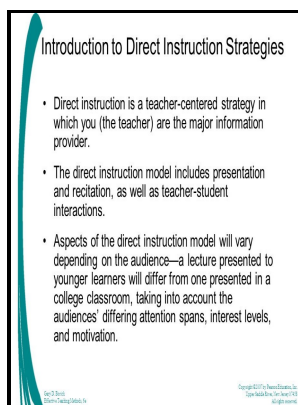 Introduction to Direct Instruction Strategies
• Direct instruction is a teacher-centered strategy in
which you (the teacher) are the major information
provider.
• The direct instruction model includes presentation
and recitation, as well as teacher-student
interactions.
• Aspects of the direct instruction model will vary
depending on the audience—a lecture presented to
younger learners will differ from one presented in a
college classroom, taking into account the
audiences' differing attention spans, interest levels,
and motivation.
Gary D. Borich
Effective Teaching Methods, 6e
Copyright ©2007 by Pearson Education, Inc.
Upper Saddle River, New Jersey
All rights reserved.